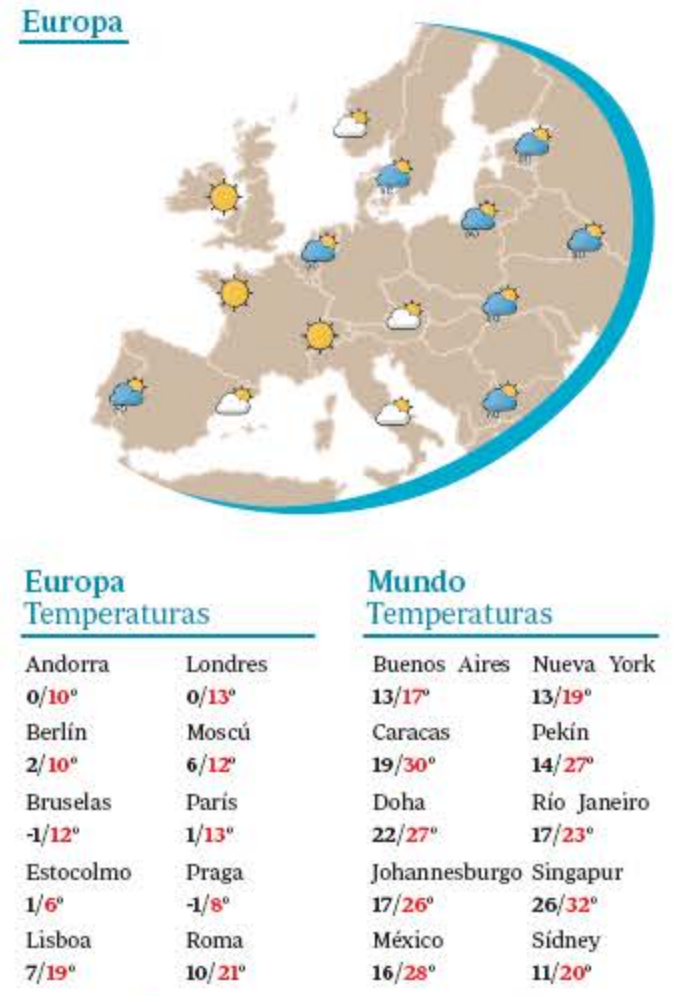 Europa
Europa
Temperaturas
Andorra Londres
0/10º 0/13º
Berlín Moscú
2/10º 6/12º
Bruselas París
-1/12º 1/13º
Estocolmo Praga
1/6º -1/8º
Lisboa Roma
7/19º 10/21º
Mundo
Temperaturas
Buenos Aires Nueva York
13/17º 13/19º
Caracas Pekín
19/30º 14/27º
Doha Río Janeiro
22/27º 17/23º
Johannesburgo Singapur
17/26º 26/32º
México Sídney
16/28º 11/20º